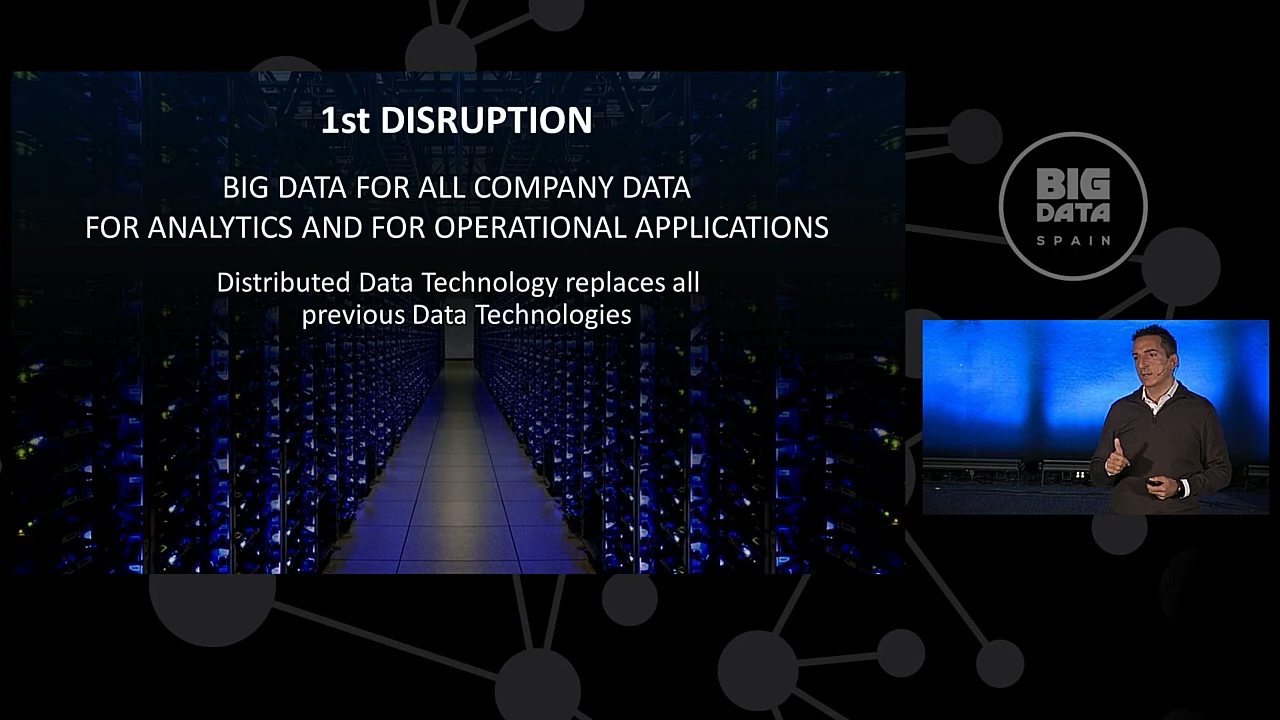 1st DISRUPTION
BIG DATA FOR ALL COMPANY DATA
FOR ANALYTICS AND FOR OPERATIONAL APPLICATIONS
Distributed Data Technology replaces all
previous Data Technologies
BIG
DATA
SPAIN